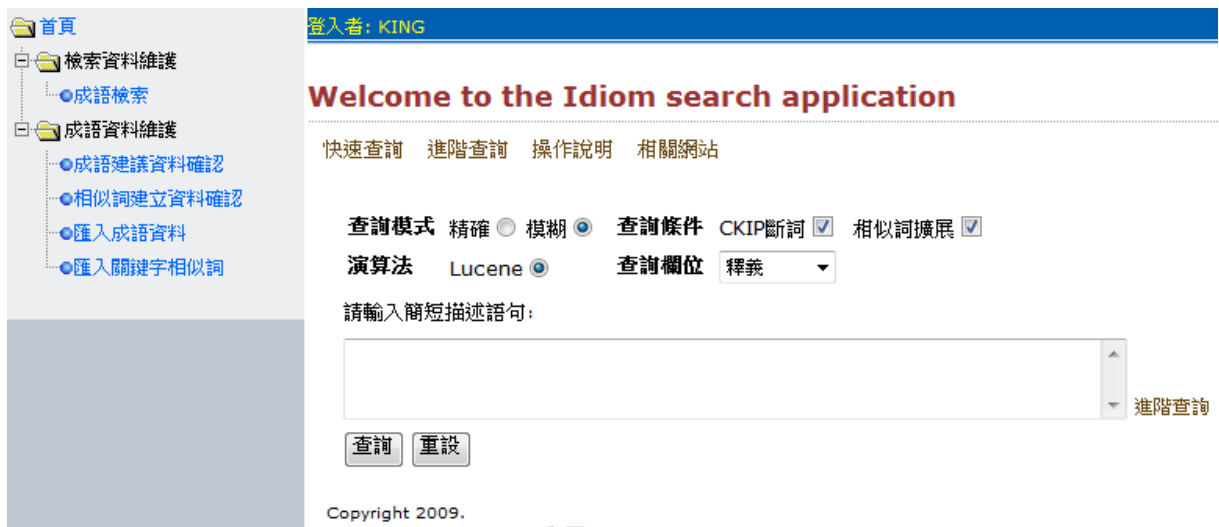 首頁
檢索資料維護
成語檢索
成語資料維護
成語建議資料確認
相似詞建立資料確認
匯入成語資料
匯入關鍵字相似詞
登入者: KING
Welcome to the Idiom search application
快速查詢 進階查詢 操作說明 相關網站
查詢模式 精確 模糊 查詢條件 CKIP斷詞 相似詞擴展
演算法 Lucene 查詢欄位 釋義
請輸入簡短描述語句:
進階查詢
查詢 重設
Copyright 2009.